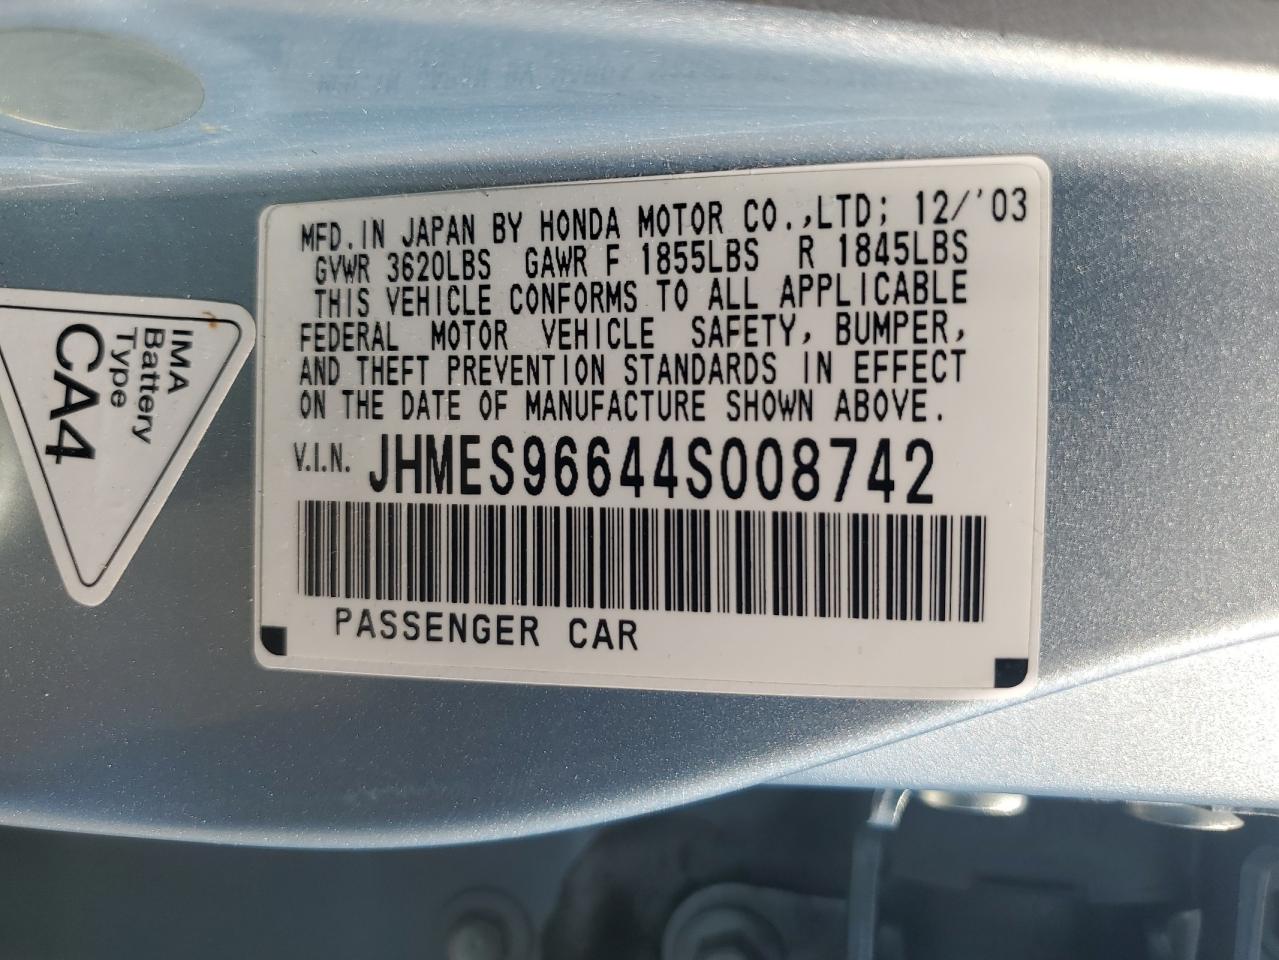 MFD. IN JAPAN BY HONDA MOTOR CO.,LTD; 12/'03
GVWR 3620LBS GAWR F 1855LBS R 1845LBS
THIS VEHICLE CONFORMS TO ALL APPLICABLE
FEDERAL MOTOR VEHICLE SAFETY, BUMPER,
AND THEFT PREVENTION STANDARDS IN EFFECT
ON THE DATE OF MANUFACTURE SHOWN ABOVE.
V.I.N. JHMES96644S008742
PASSENGER CAR
IMA
Battery
Type
CA4